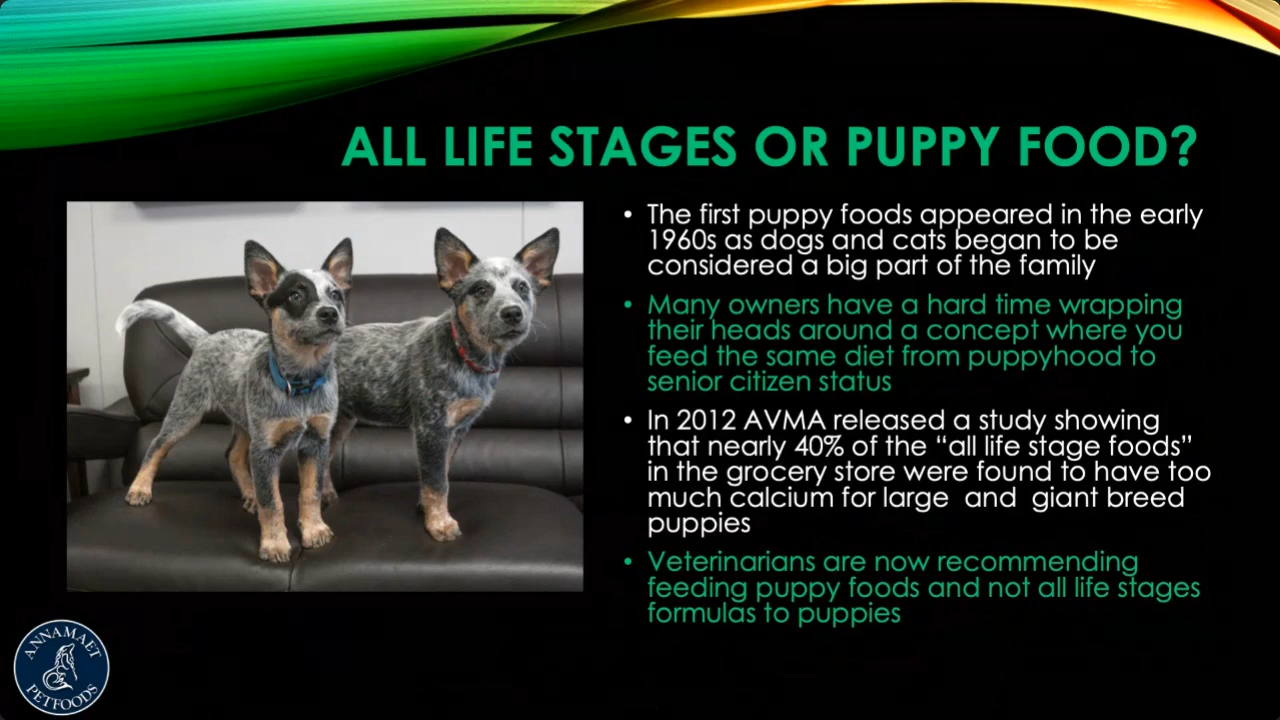 ALL LIFE STAGES OR PUPPY FOOD?
• The first puppy foods appeared in the early
1960s as dogs and cats began to be
considered a big part of the family
• Many owners have a hard time wrapping
their heads around a concept where you
feed the same diet from puppyhood to
senior citizen status
• In 2012 AVMA released a study showing
that nearly 40% of the “all life stage foods”
in the grocery store were found to have too
much calcium for large  and  giant breed
puppies
• Veterinarians are now recommending
feeding puppy foods and not all life stages
formulas to puppies
ANNAMAET
PETFOODS